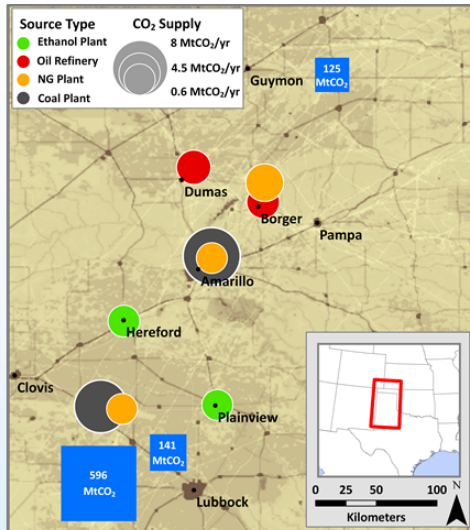 Source Type
CO₂ Supply
Ethanol Plant
Oil Refinery
NG Plant
Coal Plant
8 MtCO₂/yr
4.5 MtCO₂/yr
0.6 MtCO₂/yr
Guymon
125
MtCO₂
Dumas
Borger
Pampa
Amarillo
Hereford
Clovis
Plainview
141
MtCO₂
596
MtCO₂
Lubbock
N
0 25 50 100
Kilometers